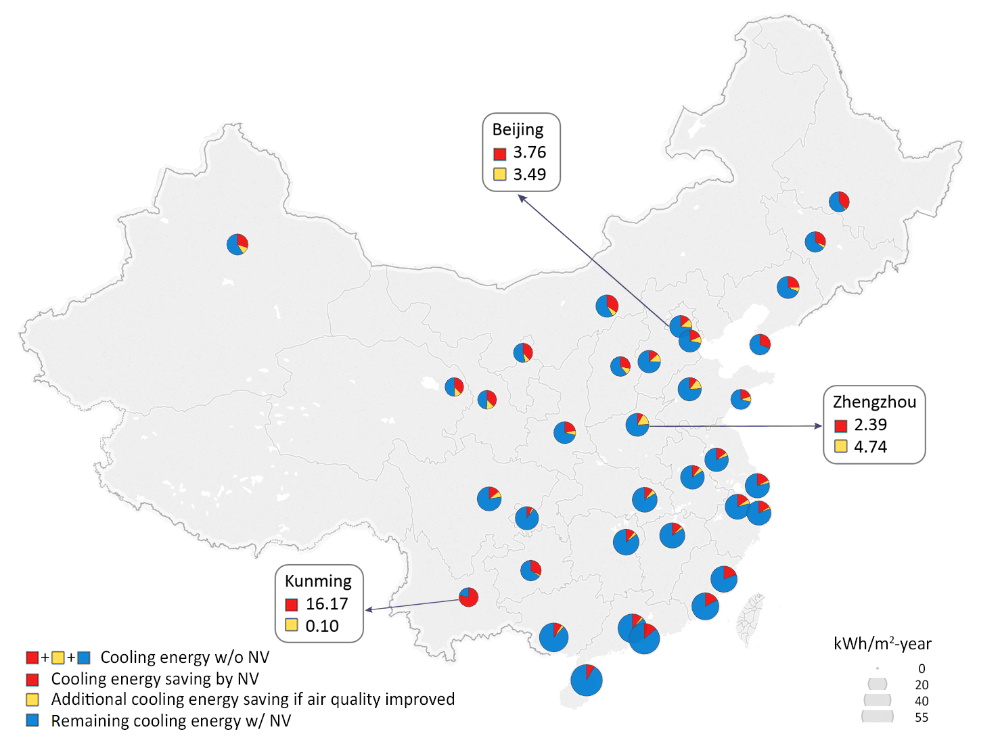 Beijing
3.76
3.49
Zhengzhou
2.39
4.74
Kunming
16.17
0.10
+ + Cooling energy w/o NV
Cooling energy saving by NV
Additional cooling energy saving if air quality improved
Remaining cooling energy w/ NV
kWh/m²-year
0
20
40
55